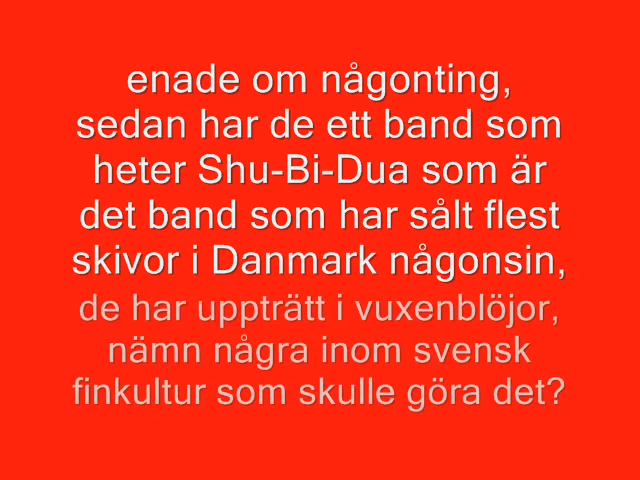 enade om någonting,
sedan har de ett band som
heter Shu-Bi-Dua som är
det band som har sålt flest
skivor i Danmark någonsin,
de har uppträtt i vuxenblöjor,
nämn några inom svensk
finkultur som skulle göra det?